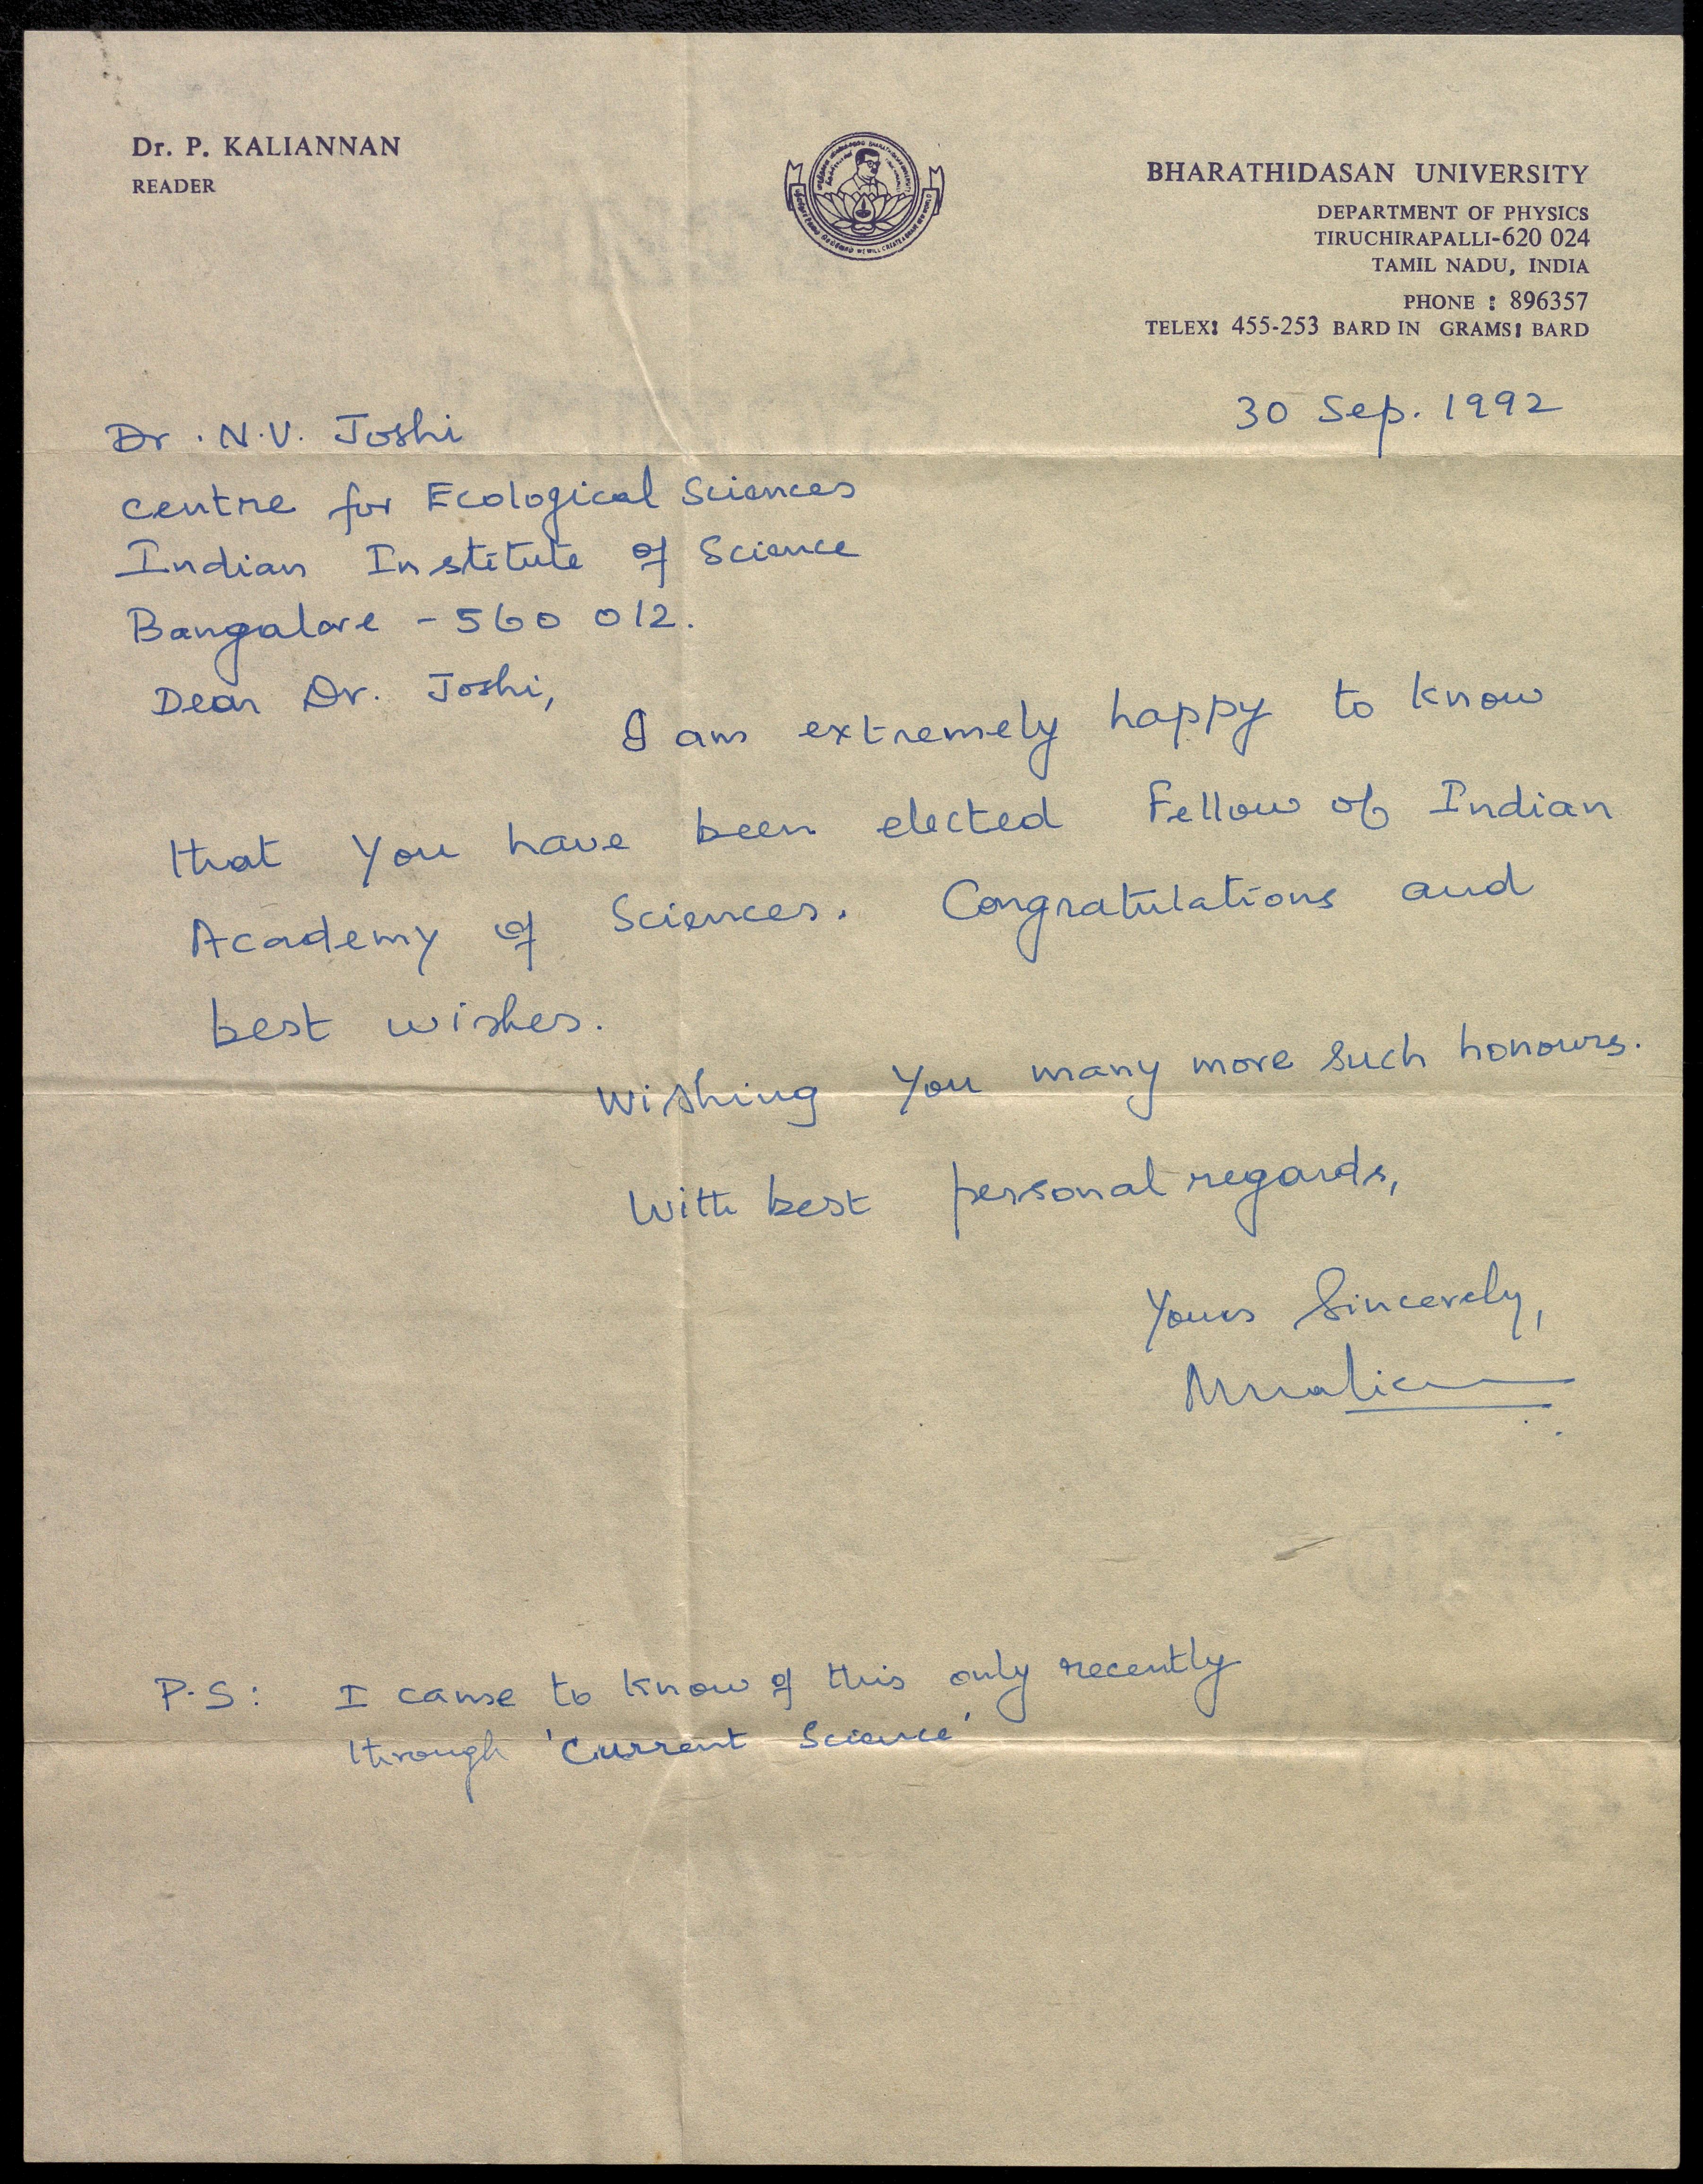 Dr. P. KALIANNAN
READER
BHARATHIDASAN UNIVERSITY
DEPARTMENT OF PHYSICS
TIRUCHIRAPALLI-620 024
TAMIL NADU, INDIA
PHONE : 896357
TELEX: 455-253 BARD IN GRAMS: BARD
30 Sep. 1992
Dr. N.V. Joshi
Centre for Ecological Sciences
Indian Institute of Science
Bangalore - 560 012.
Dear Dr. Joshi,
I am extremely happy to know
that you have been elected Fellow of Indian
Academy of Sciences. Congratulations and
best wishes.
Wishing you many more such honours.
With best personal regards,
Yours Sincerely,
P.S: I came to know of this only recently
through 'Current Science'